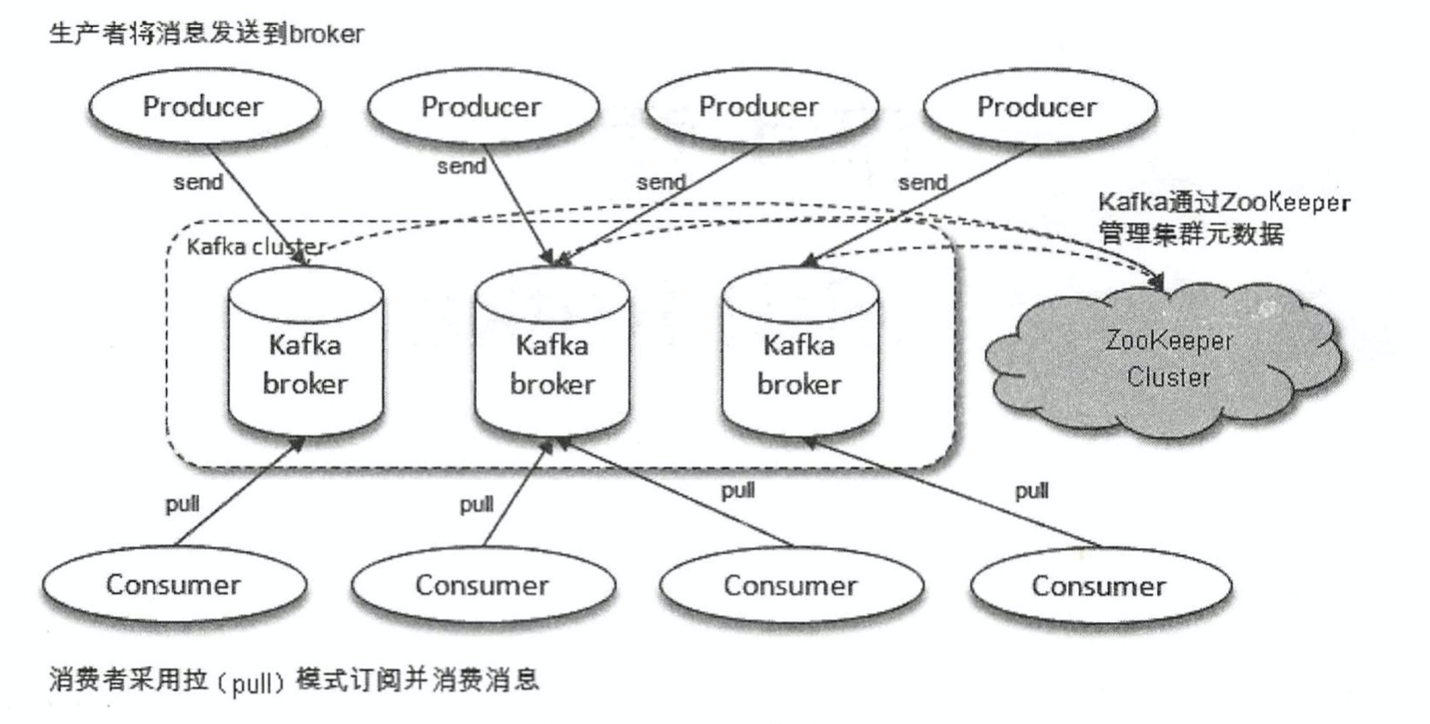 生产者将消息发送到broker
Producer
Producer
Producer
Producer
send
send
send
send
Kafka通过ZooKeeper
管理集群元数据
Kafka cluster
Kafka
broker
Kafka
broker
Kafka
broker
ZooKeeper
Cluster
pull
pull
pull
pull
Consumer
Consumer
Consumer
Consumer
消费者采用拉（pull）模式订阅并消费消息